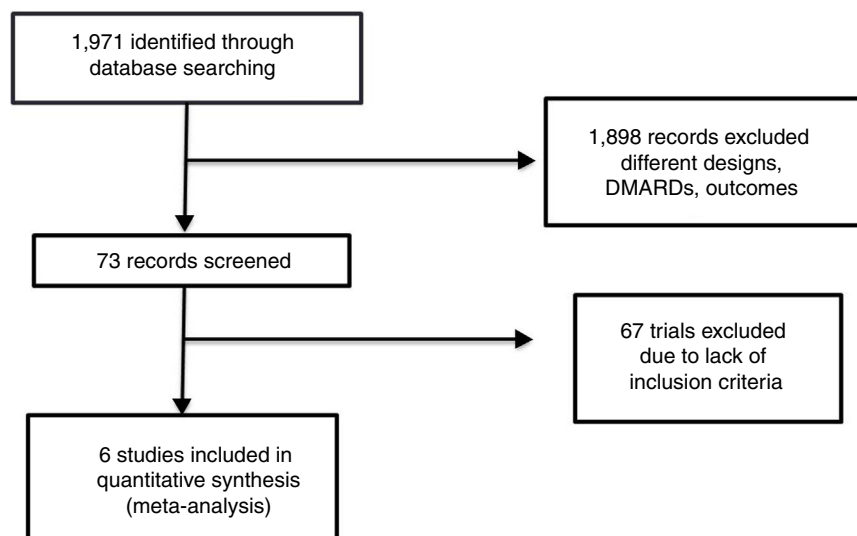 1,971 identified through
database searching
1,898 records excluded
different designs,
DMARDs, outcomes
73 records screened
67 trials excluded
due to lack of
inclusion criteria
6 studies included in
quantitative synthesis
(meta-analysis)